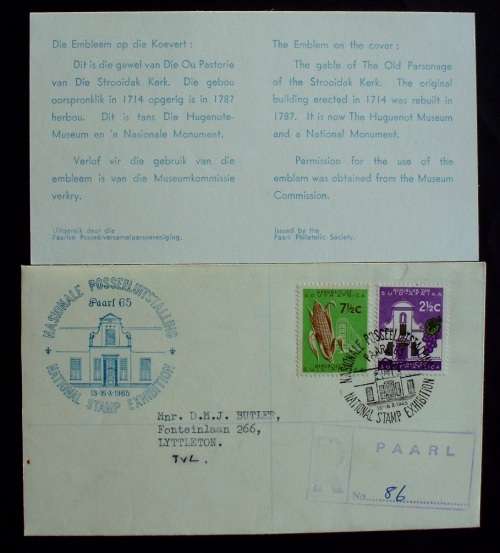 Die Embleem op die Koevert :
Dit is die gewel van Die Ou Pastorie
van Die Strooidak Kerk. Die gebou
oorspronklik in 1714 opgerig is in 1787
herbou. Dit is tans Die Hugenote-
Museum en 'n Nasionale Monument.
Verlof vir die gebruik van die
embleem is van die Museumkommissie
verkry.
Uitgereik deur die
Paarlse Posseëlversamelaarsvereniging.
The Emblem on the cover :
The gable of The Old Parsonage
of the Strooidak Kerk. The original
building erected in 1714 was rebuilt in
1787. It is now The Huguenot Museum
and a National Monument.
Permission for the use of the
emblem was obtained from the Museum
Commission.
Issued by the
Paarl Philatelic Society.
NASIONALE POSSEËLUITSTALLING
Paarl 65
13-16·X·1965
NATIONAL STAMP EXHIBITION
7½c
2½c
NASIONALE POSSEËLUITSTALLING
PAARL
NATIONAL STAMP EXHIBITION
Mnr. D.M.J. BUTLER,
Fonteinlaan 266,
LYTTLETON.
TVL.
R
PAARL
No. 86